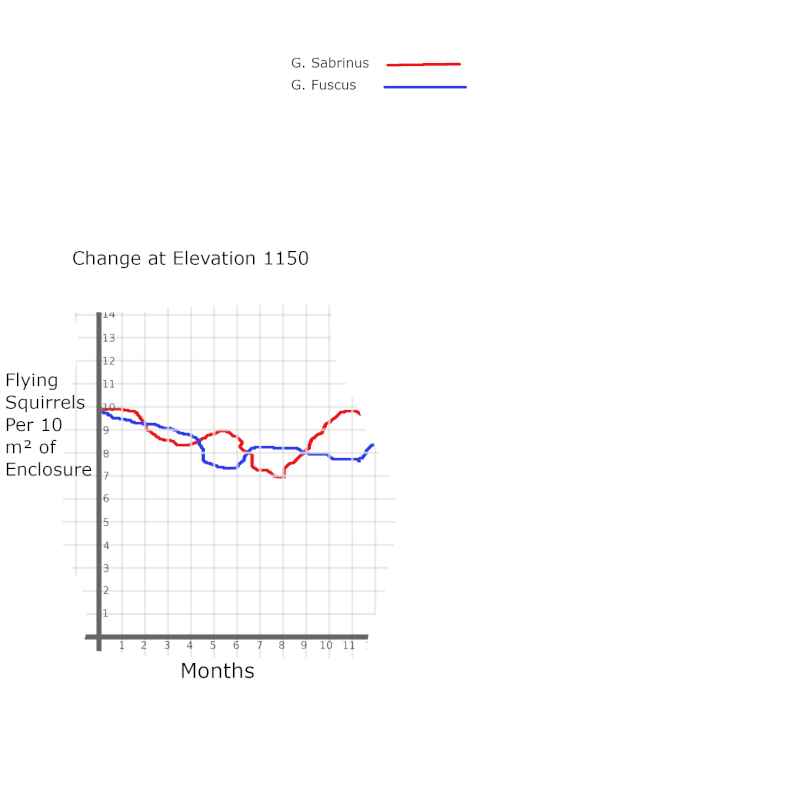 G. Sabrinus
G. Fuscus
Change at Elevation 1150
14
13
12
11
10
9
8
7
6
5
4
3
2
1
Flying
Squirrels
Per 10
m² of
Enclosure
1 2 3 4 5 6 7 8 9 10 11
Months